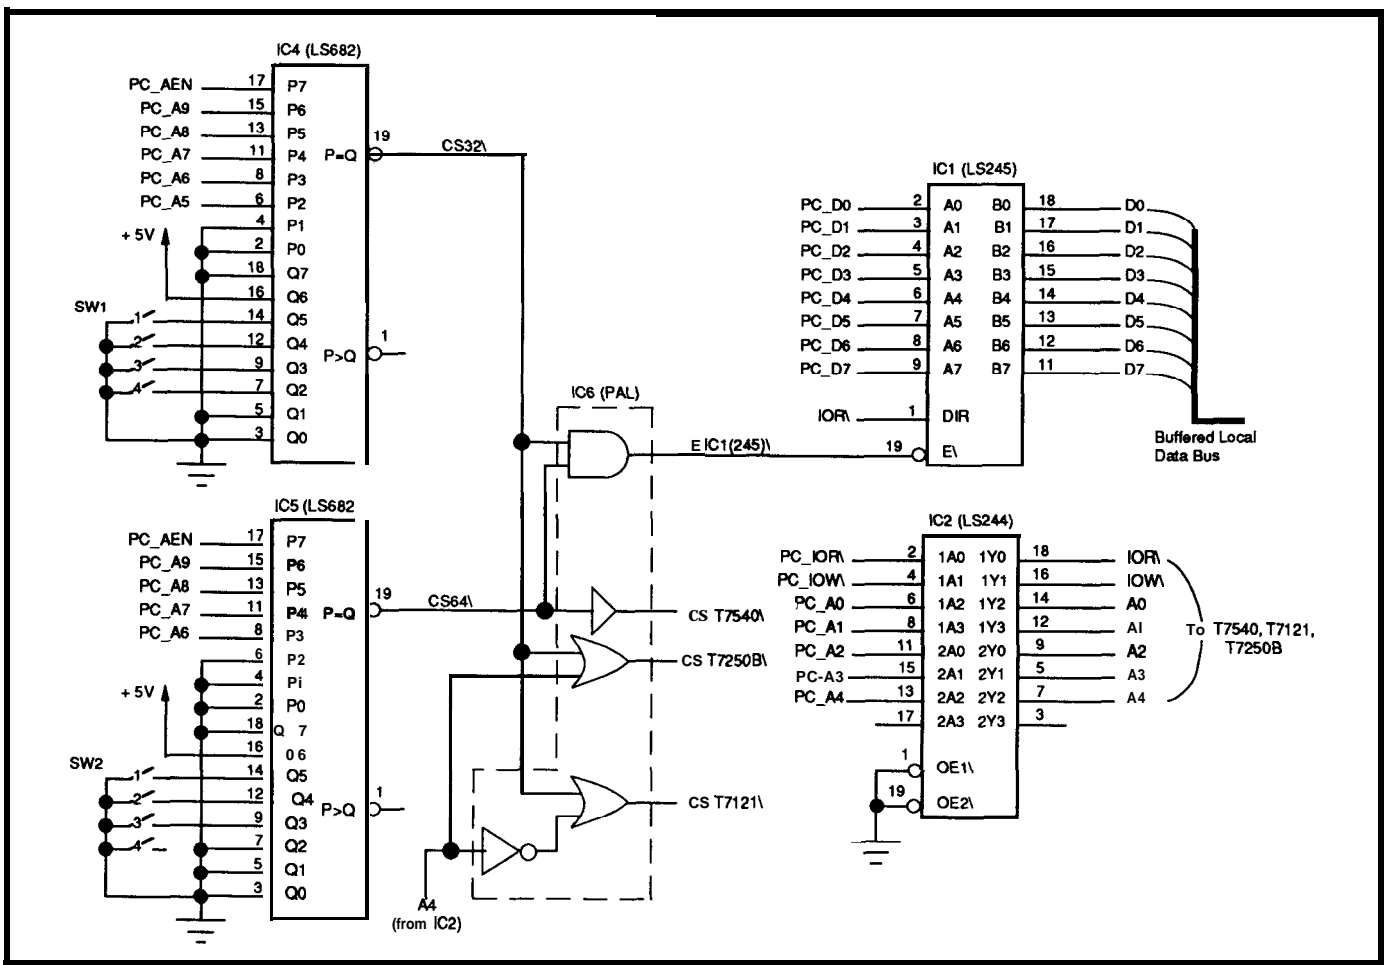 IC4 (LS682)
PC_AEN 17 P7
PC_A9 15 P6
PC_A8 13 P5
PC_A7 11 P4 P=Q 19 CS32\
PC_A6 8 P3
PC_A5 6 P2
4 P1
+ 5V 2 P0
18 Q7
16 Q6
SW1
1 14 Q5
2 12 Q4
3 9 Q3 P>Q 1
4 7 Q2
5 Q1
3 Q0
IC5 (LS682
PC_AEN 17 P7
PC_A9 15 P6
PC_A8 13 P5
PC_A7 11 P4 P=Q 19 CS64\
PC_A6 8 P3
6 P2
+ 5V 4 Pi
2 P0
18 Q 7
16 06
SW2
1 14 Q5
2 12 Q4 P>Q 1
3 9 Q3
4 7 Q2
5 Q1
3 Q0
IC6 (PAL)
E IC1(245)\
CS T7540\
CS T7250B\
CS T7121\
A4
(from IC2)
IC1 (LS245)
PC_D0 2 A0 B0 18 D0
PC_D1 3 A1 B1 17 D1
PC_D2 4 A2 B2 16 D2
PC_D3 5 A3 B3 15 D3
PC_D4 6 A4 B4 14 D4
PC_D5 7 A5 B5 13 D5
PC_D6 8 A6 B6 12 D6
PC_D7 9 A7 B7 11 D7
IOR\ 1 DIR
19 E\
Buffered Local
Data Bus
IC2 (LS244)
PC_IOR\ 2 1A0 1Y0 18 IOR\
PC_IOW\ 4 1A1 1Y1 16 IOW\
PC_A0 6 1A2 1Y2 14 A0
PC_A1 8 1A3 1Y3 12 AI
PC_A2 11 2A0 2Y0 9 A2
PC-A3 15 2A1 2Y1 5 A3
PC_A4 13 2A2 2Y2 7 A4
17 2A3 2Y3 3
To T7540, T7121,
T7250B
1 OE1\
19 OE2\